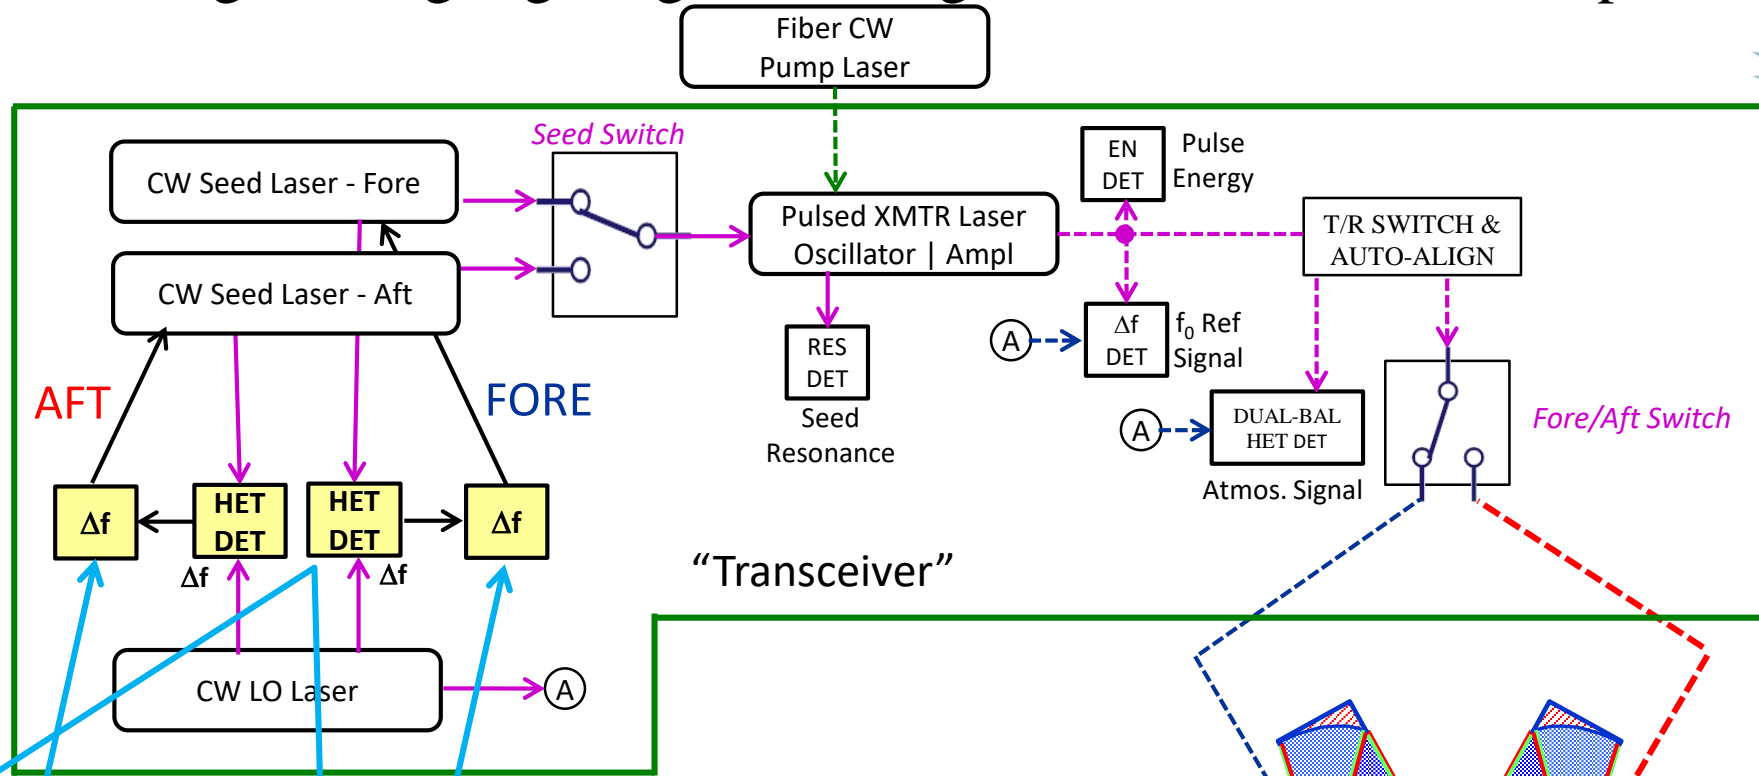 Fiber CW
Pump Laser
Seed Switch
CW Seed Laser - Fore
CW Seed Laser - Aft
Pulsed XMTR Laser
Oscillator | Ampl
EN
DET
Pulse
Energy
T/R SWITCH &
AUTO-ALIGN
A
Δf
DET
f0 Ref
Signal
RES
DET
Seed
Resonance
A
DUAL-BAL
HET DET
Atmos. Signal
Fore/Aft Switch
AFT
FORE
Δf
HET
DET
HET
DET
Δf
Δf
Δf
"Transceiver"
CW LO Laser
A